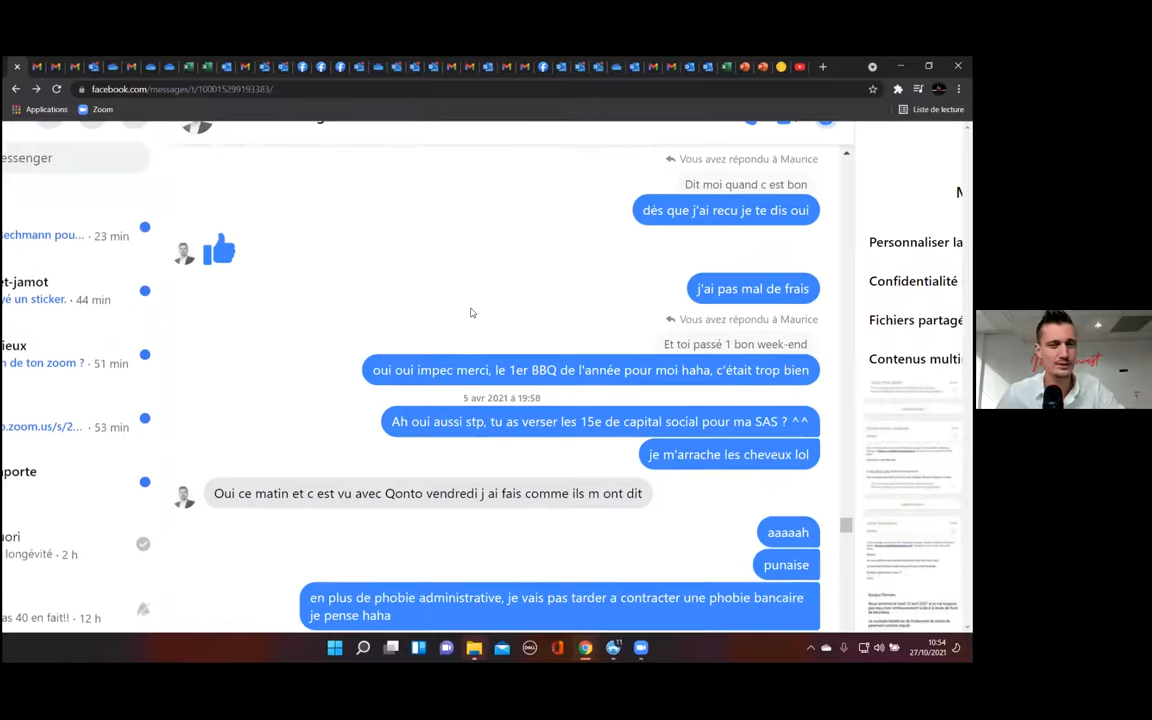 facebook.com/messages/t/100015299193383/
Applications
Zoom
Liste de lecture
essenger
Vous avez répondu à Maurice
Dit moi quand c est bon
dès que j'ai recu je te dis oui
j'ai pas mal de frais
Vous avez répondu à Maurice
Et toi passé 1 bon week-end
oui oui impec merci, le 1er BBQ de l'année pour moi haha, c'était trop bien
5 avr 2021 à 19:58
Ah oui aussi stp, tu as verser les 15e de capital social pour ma SAS ? ^^
je m'arrache les cheveux lol
Oui ce matin et c est vu avec Qonto vendredi j ai fais comme ils m ont dit
aaaaah
punaise
en plus de phobie administrative, je vais pas tarder a contracter une phobie bancaire
je pense haha
echmann pou... · 23 min
et-jamot
yé un sticker. · 44 min
ieux
n de ton zoom ? · 51 min
o.zoom.us/s/2... · 53 min
aporte
uori
longévité · 2 h
as 40 en fait!! · 12 h
M
Personnaliser la
Confidentialité
Fichiers partagé
Contenus multi
11
10:54
27/10/2021